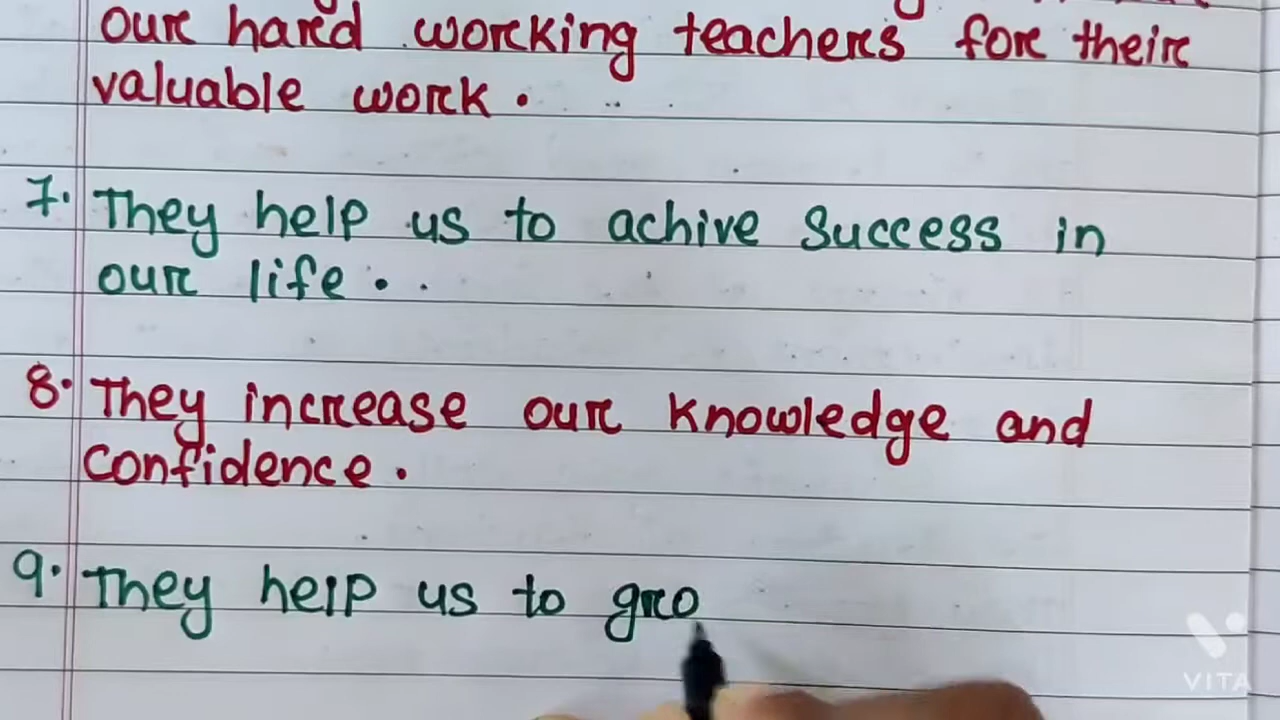 our hard working teachers for their
valuable work.
7. They help us to achive success in
our life.
8. They increase our knowledge and
confidence.
9. They help us to gro
VITA